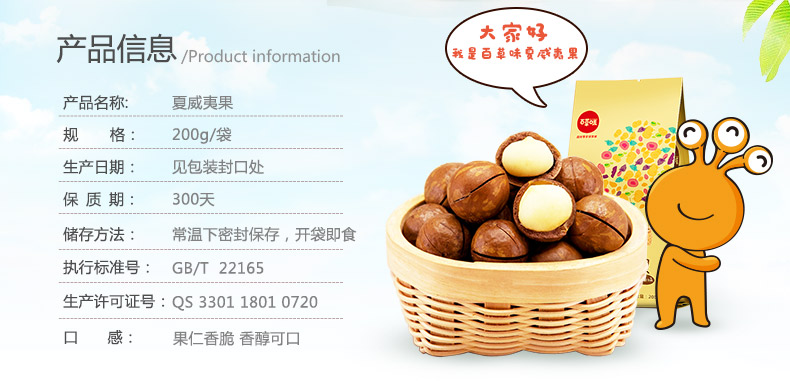 产品信息 /Product information
产品名称: 夏威夷果
规 格: 200g/袋
生产日期: 见包装封口处
保 质 期: 300天
储存方法: 常温下密封保存，开袋即食
执行标准号: GB/T 22165
生产许可证号: QS 3301 1801 0720
口 感: 果仁香脆 香醇可口
大家好
我是百草味夏威夷果
百草味